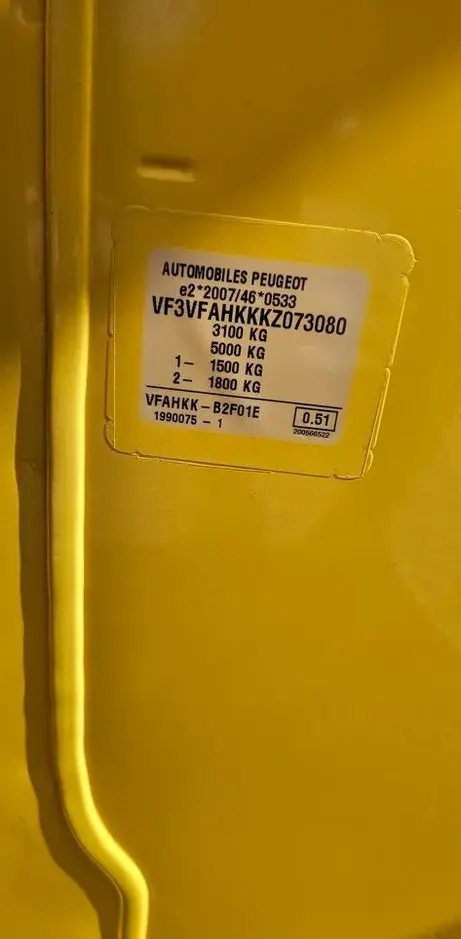 AUTOMOBILES PEUGEOT
e2*2007/46*0533
VF3VFAHKKKZ073080
3100 KG
5000 KG
1- 1500 KG
2- 1800 KG
VFAHKK-B2F01E
0.51
1990075 - 1
200566522